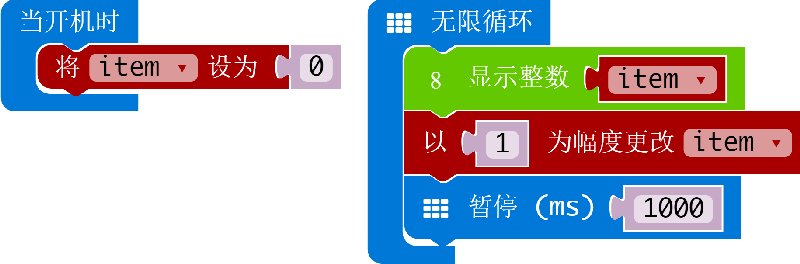 当开机时
将 item 设为 0
无限循环
8 显示整数 item
以 1 为幅度更改 item
暂停 (ms) 1000